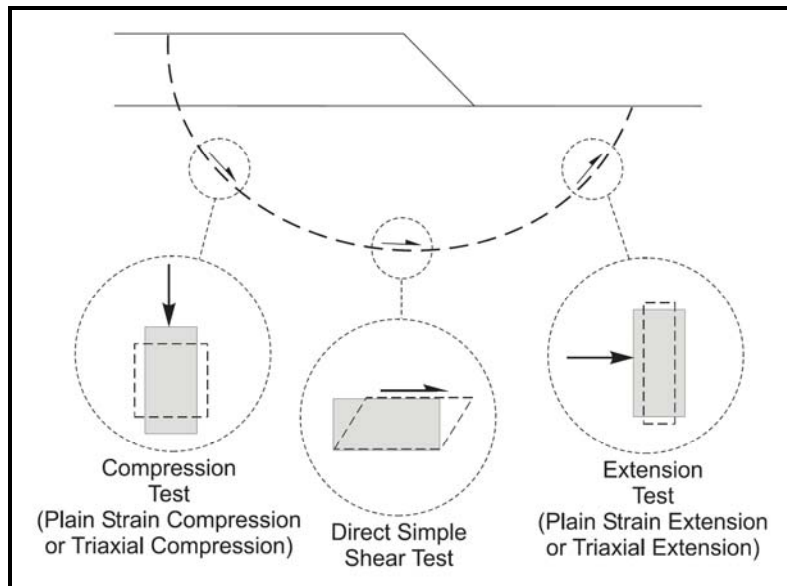 Compression
Test
(Plain Strain Compression
or Triaxial Compression)
Direct Simple
Shear Test
Extension
Test
(Plain Strain Extension
or Triaxial Extension)